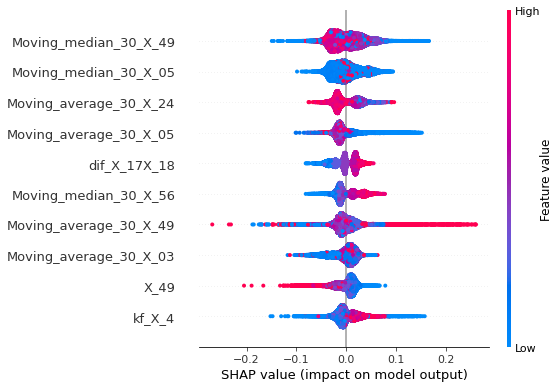 High
Moving_median_30_X_49
Moving_median_30_X_05
Moving_average_30_X_24
Moving_average_30_X_05
dif_X_17X_18
Moving_median_30_X_56
Moving_average_30_X_49
Moving_average_30_X_03
X_49
kf_X_4
Feature value
Low
−0.2 −0.1 0.0 0.1 0.2
SHAP value (impact on model output)